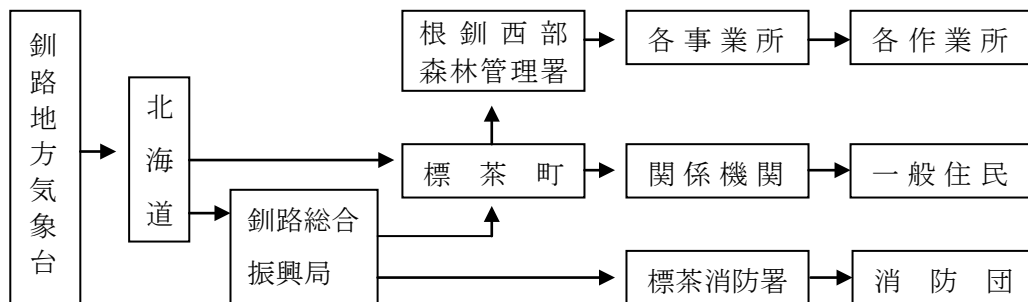 釧路地方気象台
北海道
根釧西部
森林管理署
各事業所
各作業所
標茶町
関係機関
一般住民
釧路総合
振興局
標茶消防署
消防団